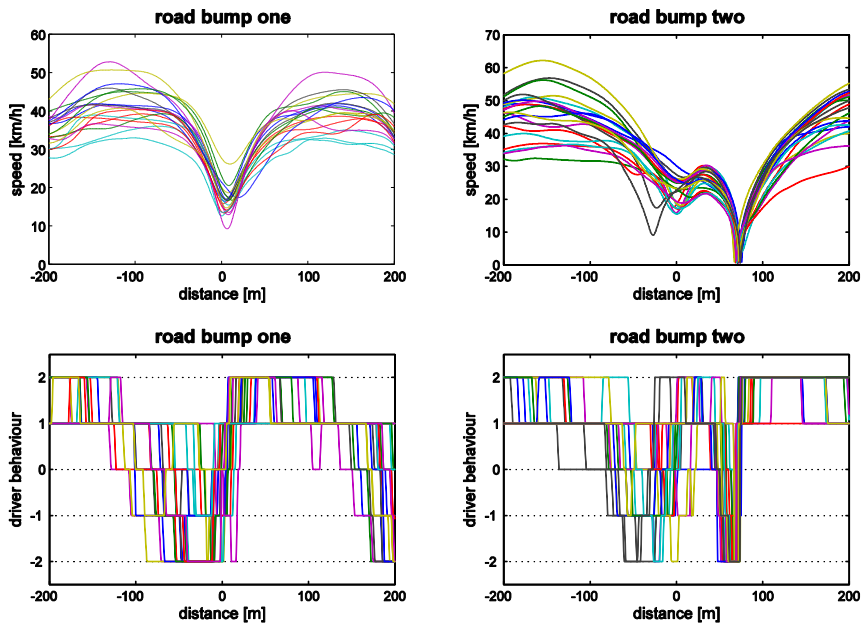 road bump one
60
50
40
30
20
10
0
speed [km/h]
-200 -100 0 100 200
distance [m]
road bump two
70
60
50
40
30
20
10
0
speed [km/h]
-200 -100 0 100 200
distance [m]
road bump one
2
1
0
-1
-2
driver behaviour
-200 -100 0 100 200
distance [m]
road bump two
2
1
0
-1
-2
driver behaviour
-200 -100 0 100 200
distance [m]